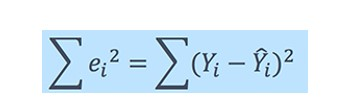 ∑ eᵢ² = ∑(Yᵢ − Ŷᵢ)²